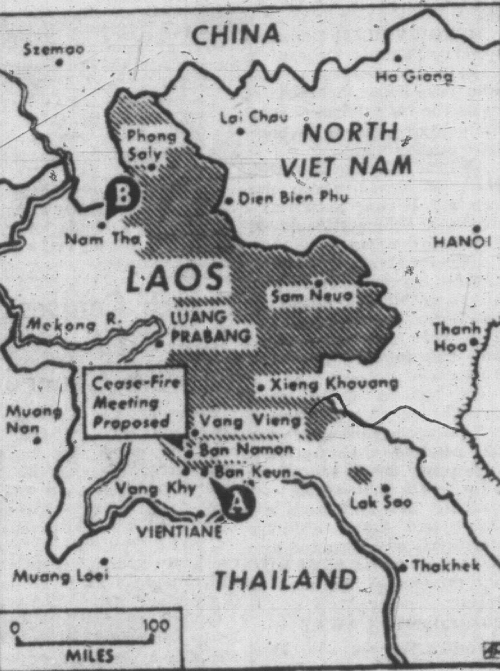 CHINA
Szemao
Ha Giang
Lai Chau
Phong
Saly
NORTH
VIET NAM
B
Dien Bien Phu
Nam Tha
HANOI
LAOS
Sam Neua
Mekong R.
LUANG
PRABANG
Thanh
Hoa
Cease-Fire
Meeting
Proposed
Xieng Khouang
Muang
Nan
Vang Vieng
Ban Namon
Ban Keun
Vang Khy
A
Lak Sao
VIENTIANE
Muang Loei
THAILAND
Thakhek
0 100
MILES